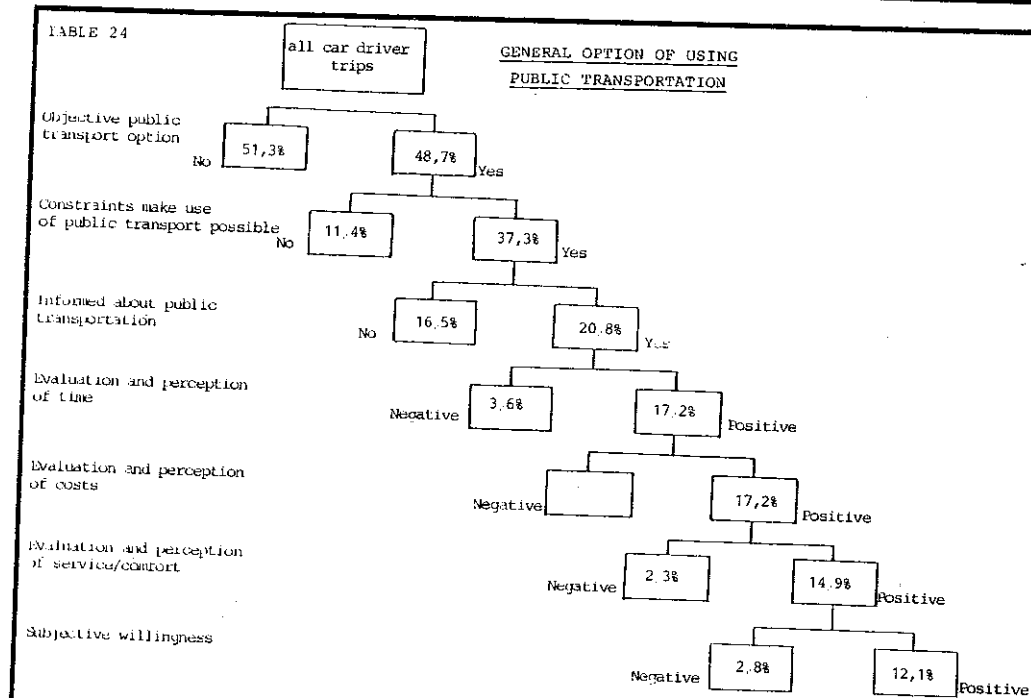 TABLE 24
all car driver
trips
GENERAL OPTION OF USING
PUBLIC TRANSPORTATION
Objective public
transport option
No
51,3%
48,7%
Yes
Constraints make use
of public transport possible
No
11,4%
37,3%
Yes
Informed about public
transportation
No
16,5%
20,8%
Yes
Evaluation and perception
of time
Negative
3,6%
17,2%
Positive
Evaluation and perception
of costs
Negative
17,2%
Positive
Evaluation and perception
of service/comfort
Negative
2,3%
14,9%
Positive
Subjective willingness
Negative
2,8%
12,1%
Positive